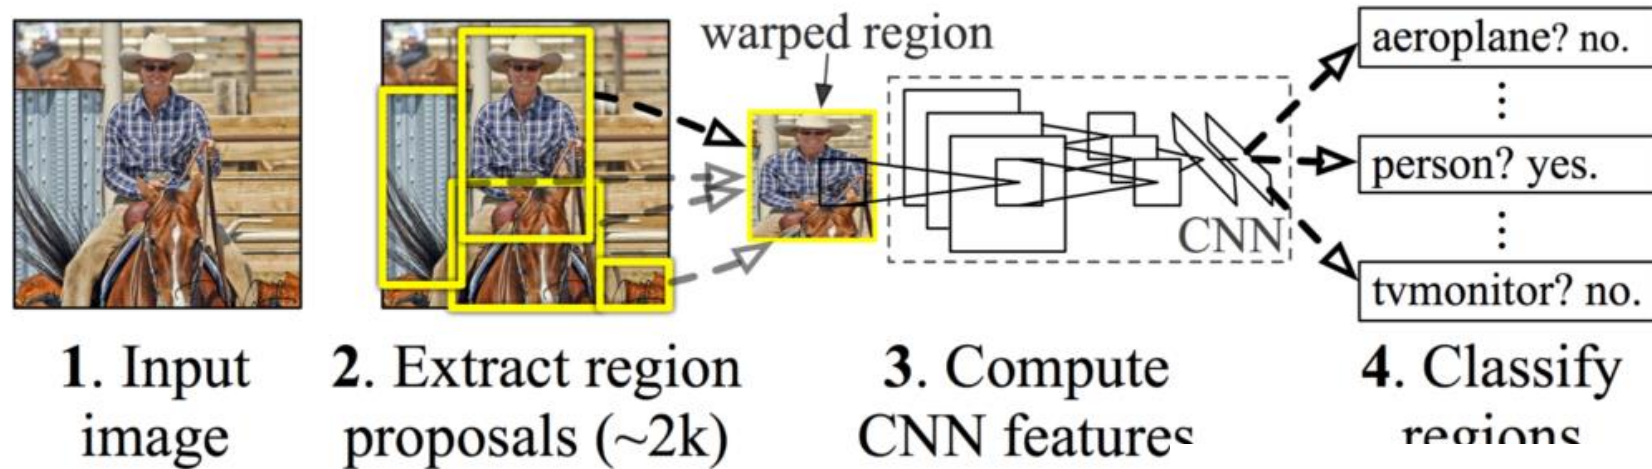 warped region
aeroplane? no.
person? yes.
CNN
tvmonitor? no.
1. Input
image
2. Extract region
proposals (~2k)
3. Compute
CNN features
4. Classify
regions